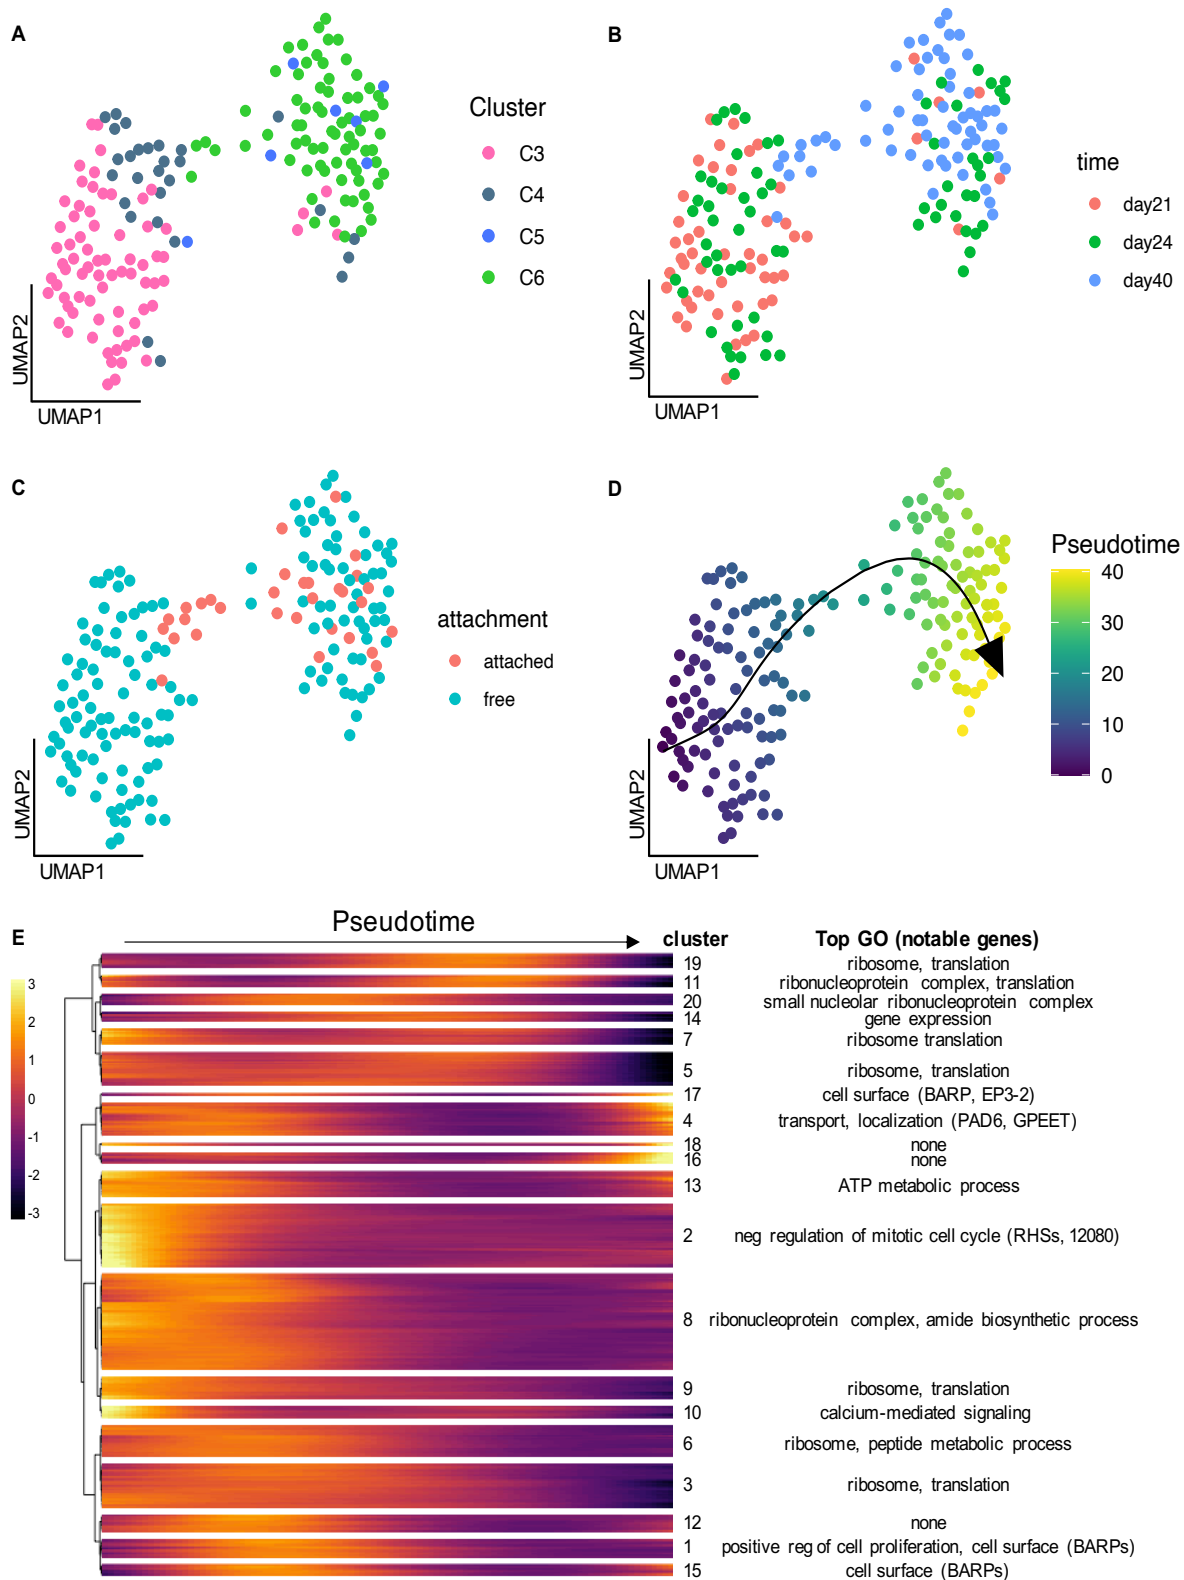 A
Cluster
C3
C4
C5
C6
UMAP2
UMAP1
B
time
day21
day24
day40
UMAP2
UMAP1
C
attachment
attached
free
UMAP2
UMAP1
D
Pseudotime
40
30
20
10
0
UMAP2
UMAP1
E
Pseudotime
cluster Top GO (notable genes)
3
2
1
0
-1
-2
-3
19 ribosome, translation
11 ribonucleoprotein complex, translation
20 small nucleolar ribonucleoprotein complex
14 gene expression
7 ribosome translation
5 ribosome, translation
17 cell surface (BARP, EP3-2)
4 transport, localization (PAD6, GPEET)
18 none
16 none
13 ATP metabolic process
2 neg regulation of mitotic cell cycle (RHSs, 12080)
8 ribonucleoprotein complex, amide biosynthetic process
9 ribosome, translation
10 calcium-mediated signaling
6 ribosome, peptide metabolic process
3 ribosome, translation
12 none
1 positive reg of cell proliferation, cell surface (BARPs)
15 cell surface (BARPs)